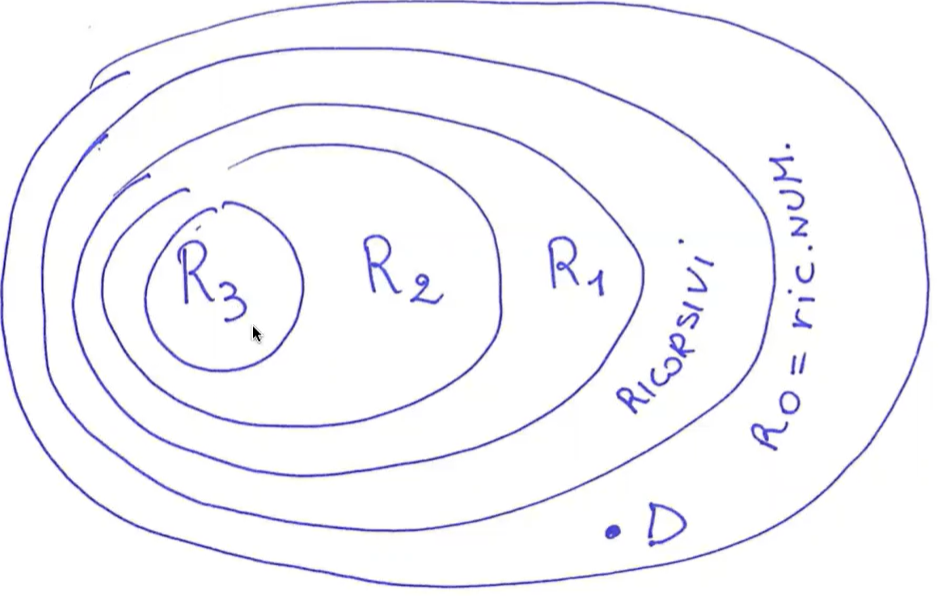 R3
R2
R1
RICORSIVI
R0 = ric.NUM.
• D